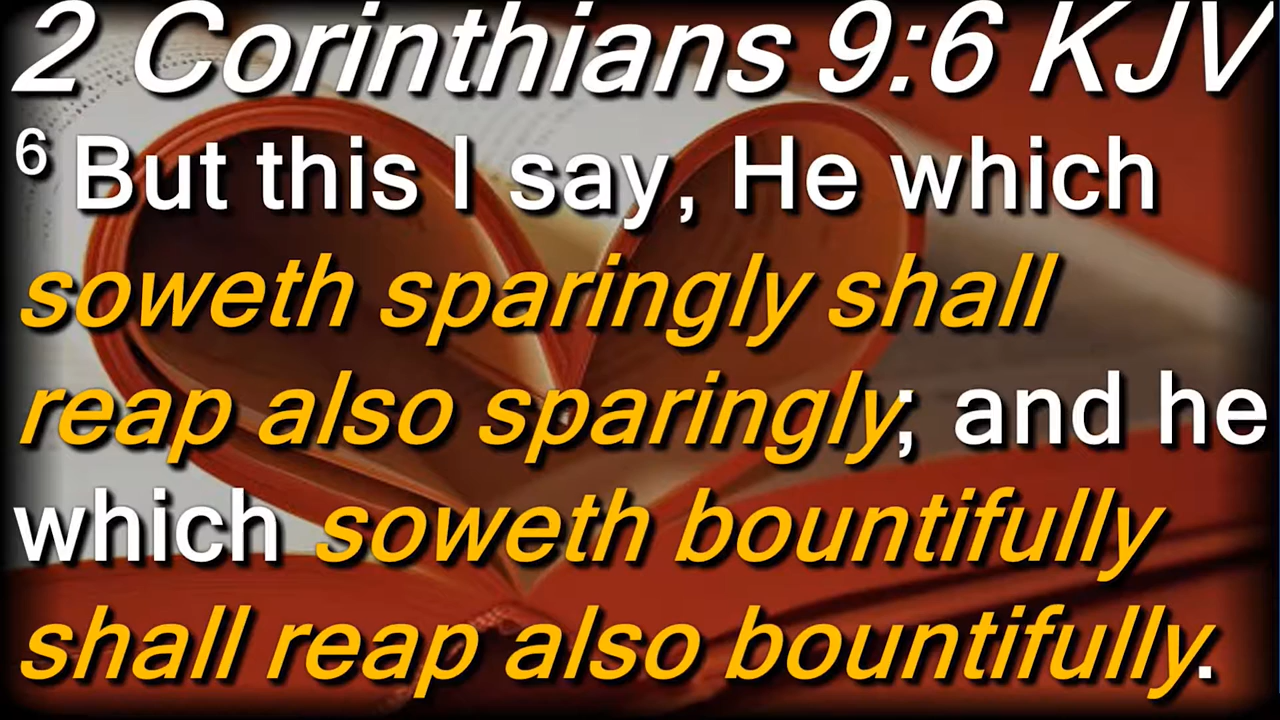 2 Corinthians 9:6 KJV
6 But this I say, He which
soweth sparingly shall
reap also sparingly; and he
which soweth bountifully
shall reap also bountifully.